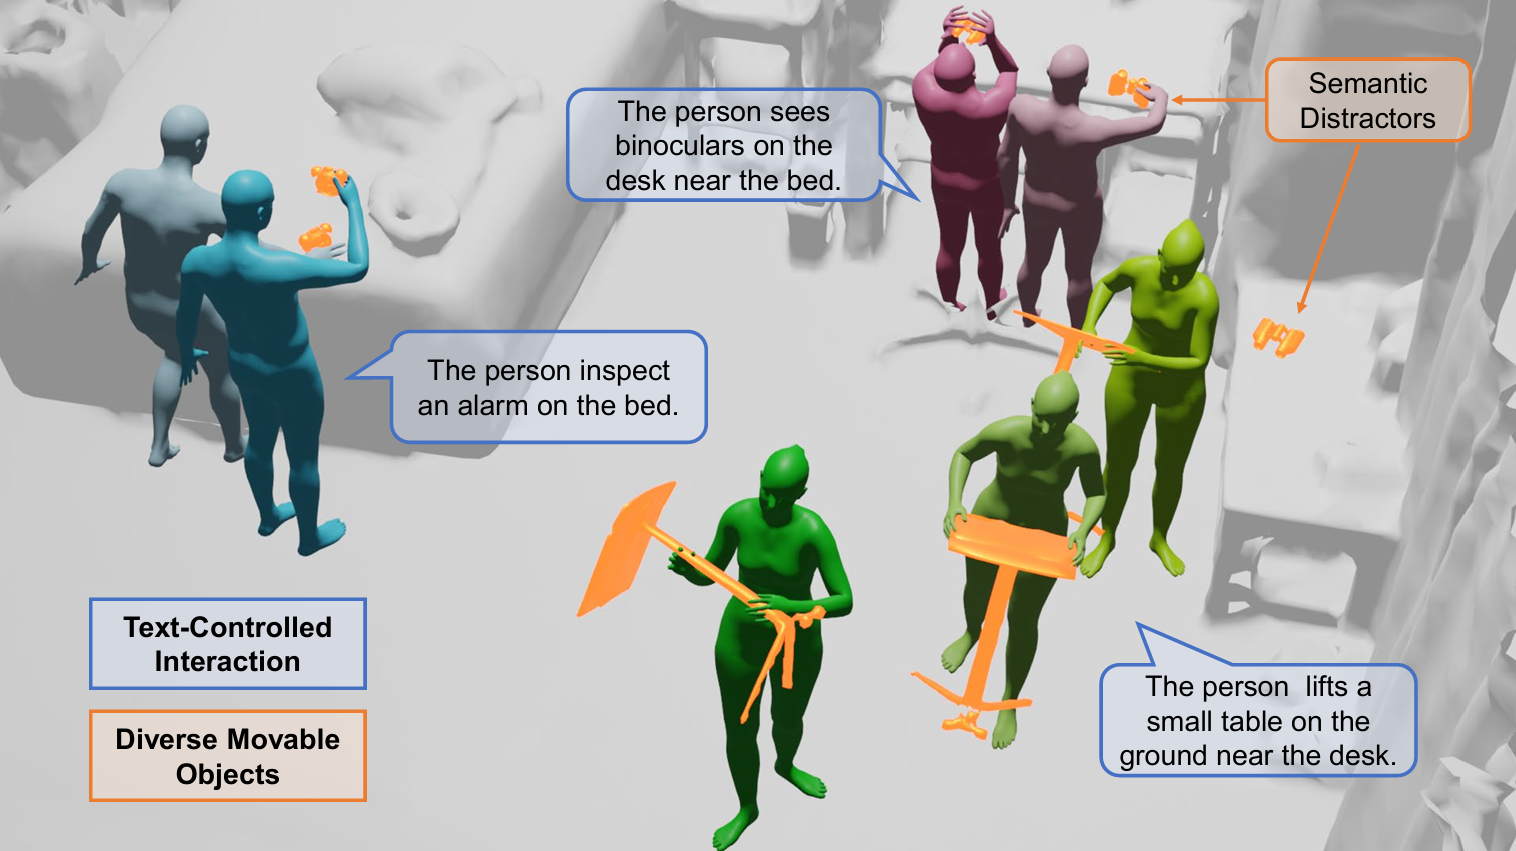 The person sees
binoculars on the
desk near the bed.
Semantic
Distractors
The person inspect
an alarm on the bed.
Text-Controlled
Interaction
Diverse Movable
Objects
The person lifts a
small table on the
ground near the desk.